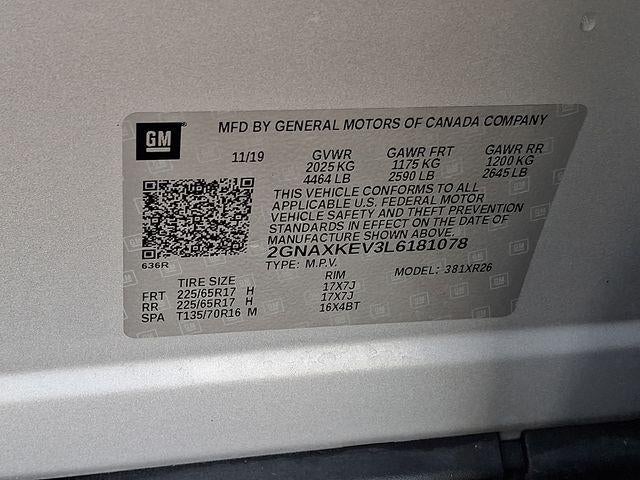 GM
MFD BY GENERAL MOTORS OF CANADA COMPANY
11/19 GVWR GAWR FRT GAWR RR
2025 KG 1175 KG 1200 KG
4464 LB 2590 LB 2645 LB
THIS VEHICLE CONFORMS TO ALL
APPLICABLE U.S. FEDERAL MOTOR
VEHICLE SAFETY AND THEFT PREVENTION
STANDARDS IN EFFECT ON THE DATE OF
MANUFACTURE SHOWN ABOVE.
2GNAXKEV3L6181078
636R
TYPE: M.P.V. MODEL: 381XR26
TIRE SIZE RIM
FRT 225/65R17 H 17X7J
RR 225/65R17 H 17X7J
SPA T135/70R16 M 16X4BT